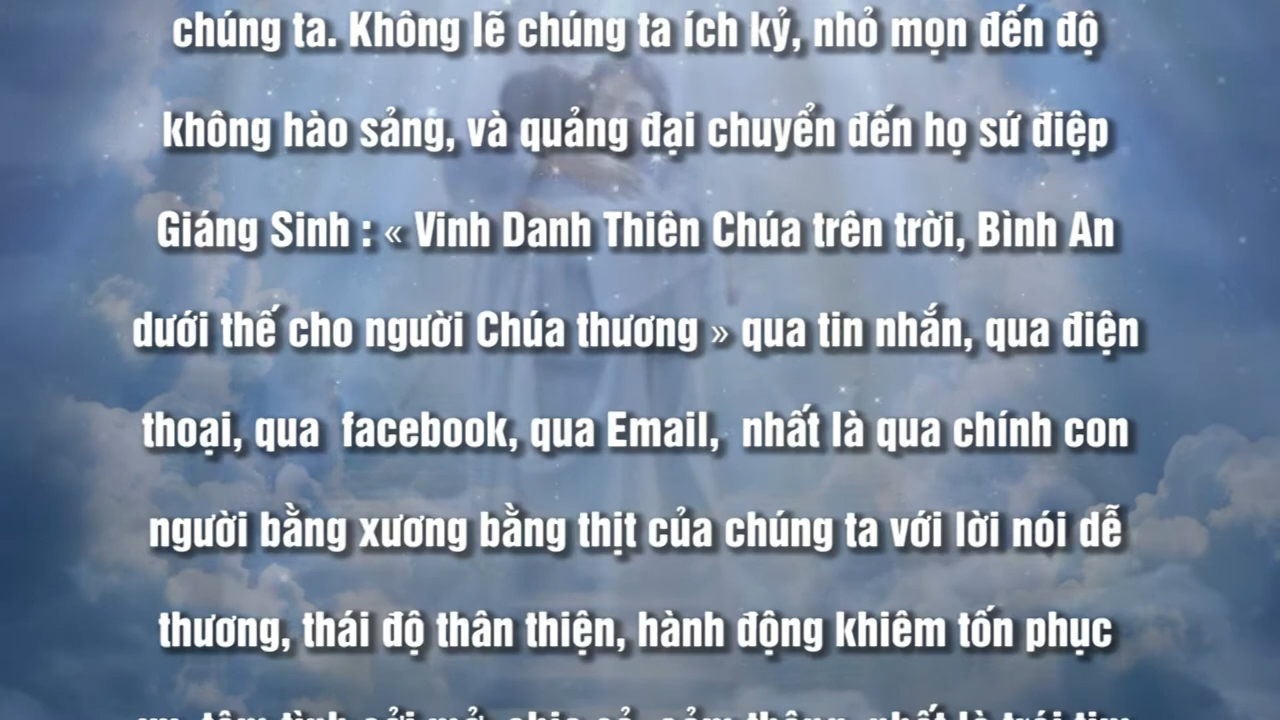 chúng ta. Không lẽ chúng ta ích kỷ, nhỏ mọn đến độ
không hào sảng, và quảng đại chuyển đến họ sứ điệp
Giáng Sinh : « Vinh Danh Thiên Chúa trên trời, Bình An
dưới thế cho người Chúa thương » qua tin nhắn, qua điện
thoại, qua facebook, qua Email, nhất là qua chính con
người bằng xương bằng thịt của chúng ta với lời nói dễ
thương, thái độ thân thiện, hành động khiêm tốn phục